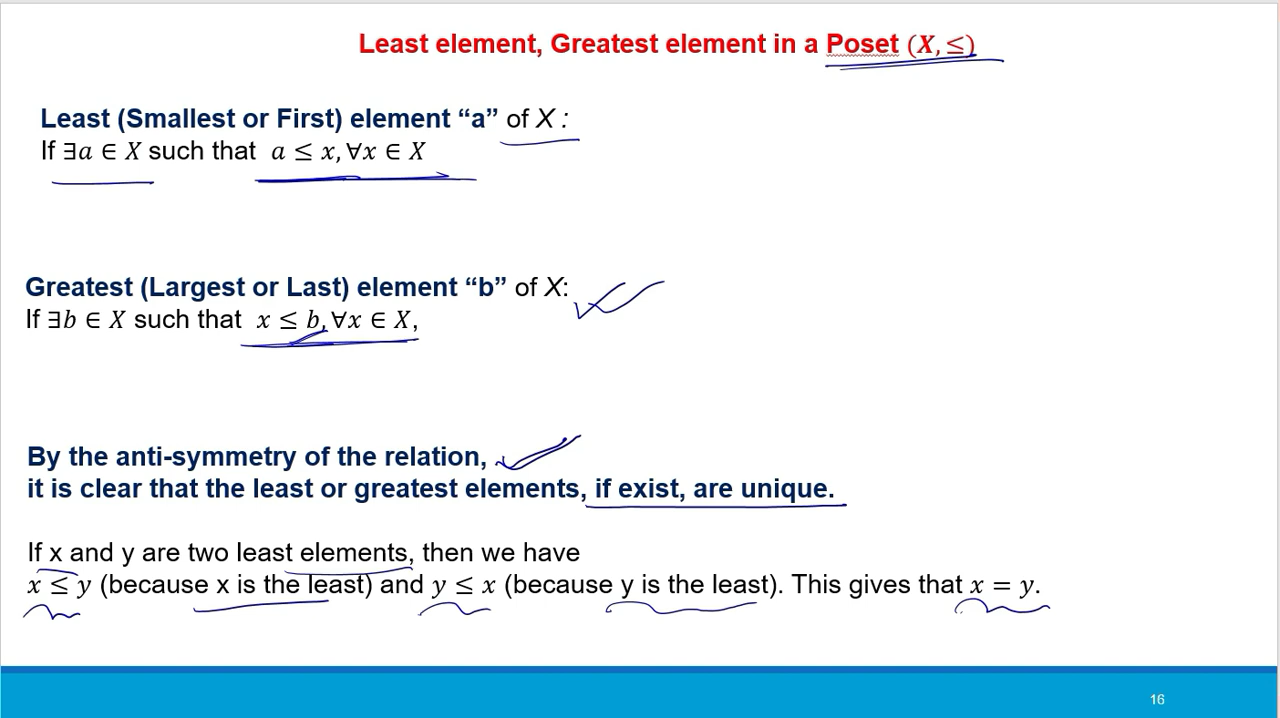 Least element, Greatest element in a Poset (X, ≤)
Least (Smallest or First) element “a” of X :
If ∃a ∈ X such that a ≤ x, ∀x ∈ X
Greatest (Largest or Last) element “b” of X:
If ∃b ∈ X such that x ≤ b, ∀x ∈ X,
By the anti-symmetry of the relation,
it is clear that the least or greatest elements, if exist, are unique.
If x and y are two least elements, then we have
x ≤ y (because x is the least) and y ≤ x (because y is the least). This gives that x = y.
16